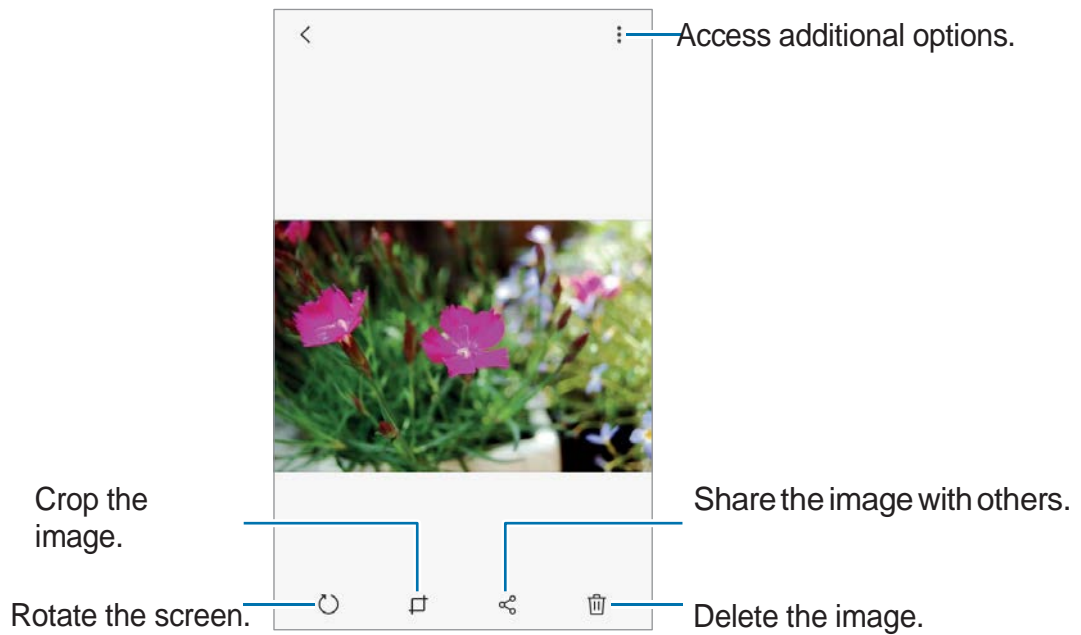 Access additional options.
Crop the
image.
Share the image with others.
Rotate the screen.
Delete the image.